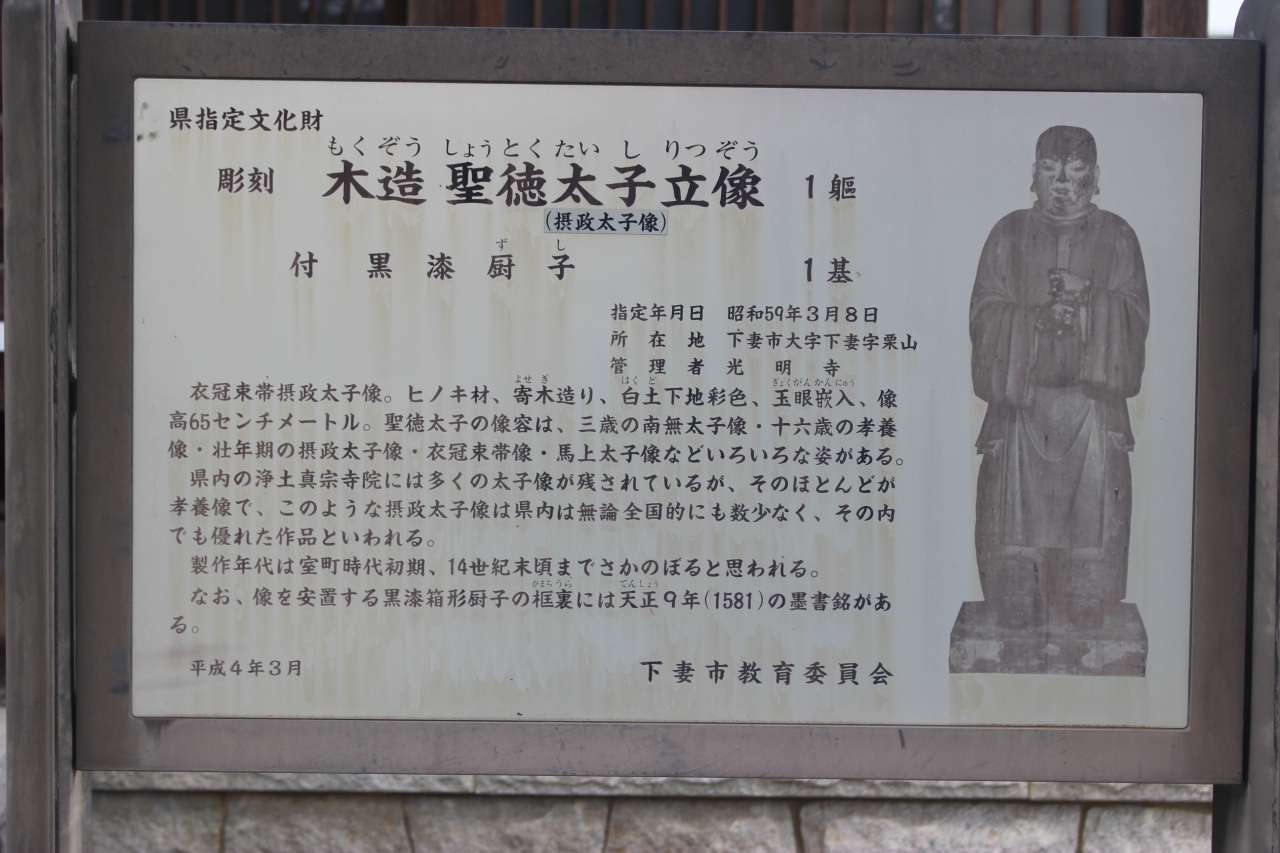 県指定文化財
もくぞう しょうとくたいしりつぞう
彫刻 木造 聖徳太子立像 1軀
(摂政太子像)
ずし
付 黒漆厨子 1基
指定年月日 昭和59年3月8日
所在地 下妻市大字下妻字栗山
管理者 光明寺
よせぎ はくど ぎょくがんかんにゅう
衣冠束帯摂政太子像。ヒノキ材、寄木造り、白土下地彩色、玉眼嵌入、像
高65センチメートル。聖徳太子の像容は、三歳の南無太子像・十六歳の孝養
像・壮年期の摂政太子像・衣冠束帯像・馬上太子像などいろいろな姿がある。
県内の浄土真宗寺院には多くの太子像が残されているが、そのほとんどが
孝養像で、このような摂政太子像は県内は無論全国的にも数少なく、その内
でも優れた作品といわれる。
製作年代は室町時代初期、14世紀末頃までさかのぼると思われる。
かまちうら てんしょう
なお、像を安置する黒漆箱形厨子の框裏には天正9年(1581)の墨書銘があ
る。
平成4年3月 下妻市教育委員会